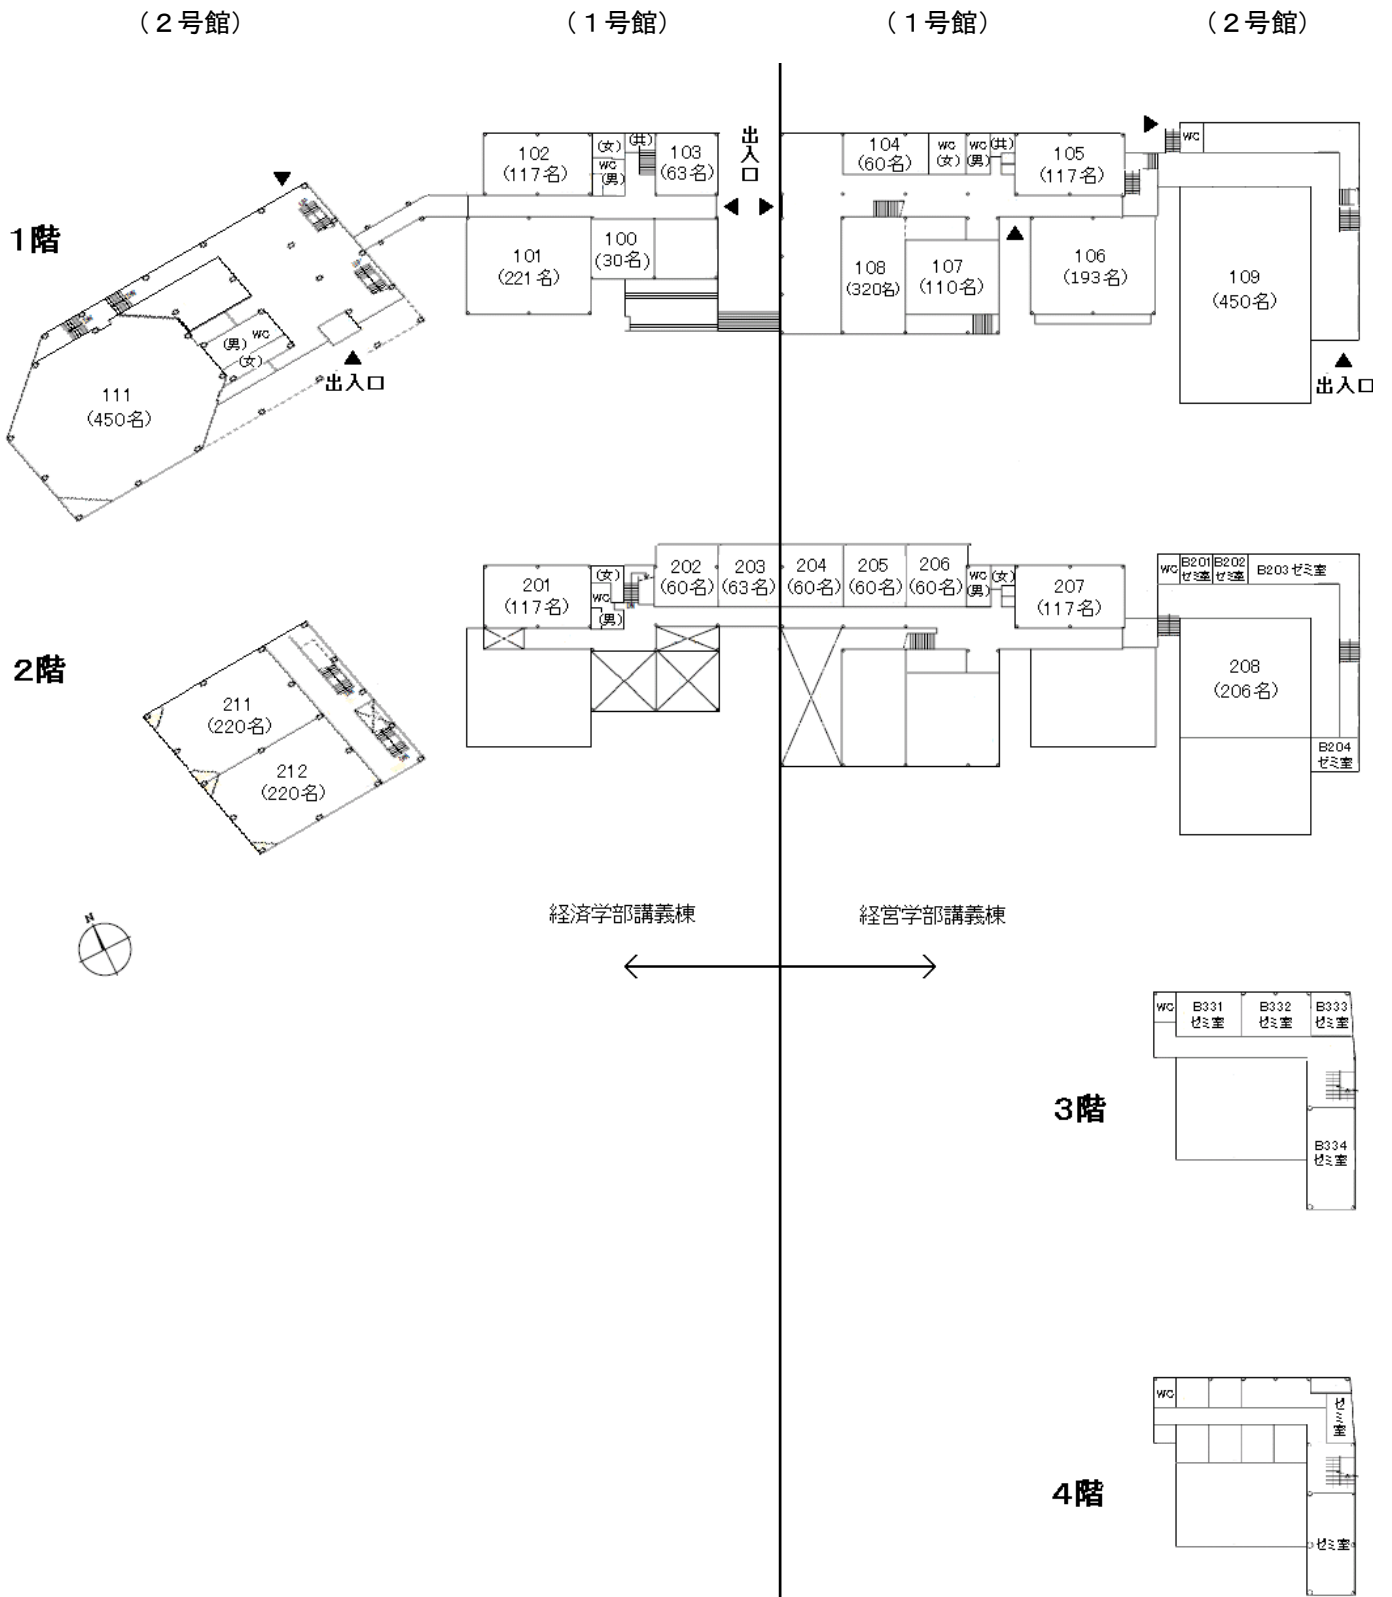 （２号館）
（１号館）
（１号館）
（２号館）
1階
111
(450名)
(男)
WC
(女)
出入口
102
(117名)
(女)
WC
(男)
(共)
103
(63名)
101
(221名)
100
(30名)
出入口
104
(60名)
WC
(女)
WC
(男)
(共)
105
(117名)
108
(320名)
107
(110名)
106
(193名)
WC
109
(450名)
出入口
2階
211
(220名)
212
(220名)
201
(117名)
(女)
WC
(男)
202
(60名)
203
(63名)
204
(60名)
205
(60名)
206
(60名)
WC
(男)
(女)
207
(117名)
WC
B201
ゼミ室
B202
ゼミ室
B203ゼミ室
208
(206名)
B204
ゼミ室
N
経済学部講義棟
経営学部講義棟
3階
WC
B331
ゼミ室
B332
ゼミ室
B333
ゼミ室
B334
ゼミ室
4階
WC
ゼミ室
ゼミ室